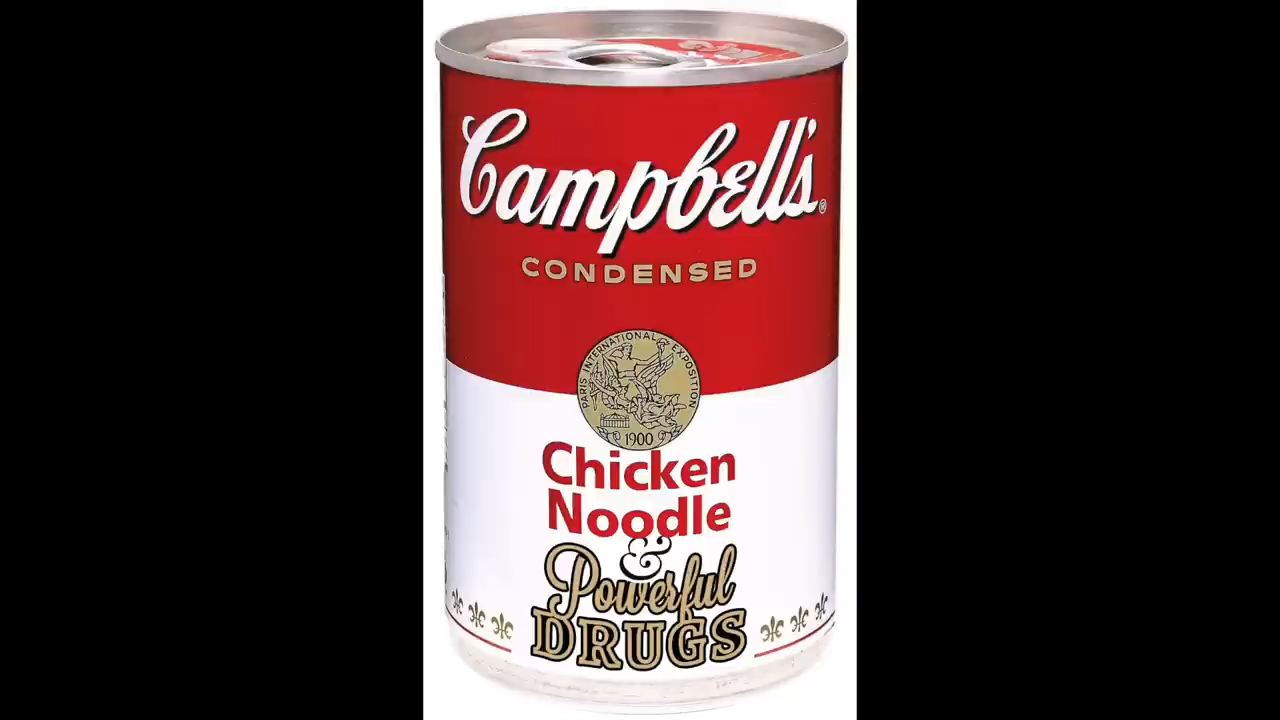 Campbell's®
CONDENSED
PARIS INTERNATIONAL EXPOSITION
1900
Chicken
Noodle
&
Powerful
DRUGS